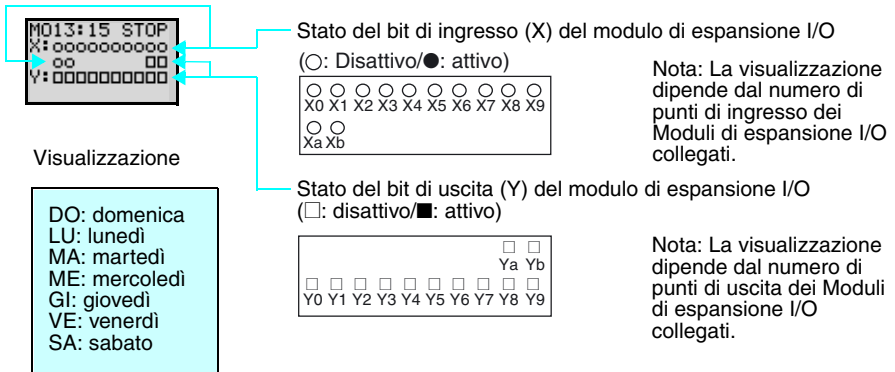 MO13:15 STOP
X:oooooooooo
oo □□
Y:□□□□□□□□□□
Visualizzazione
DO: domenica
LU: lunedì
MA: martedì
ME: mercoledì
GI: giovedì
VE: venerdì
SA: sabato
Stato del bit di ingresso (X) del modulo di espansione I/O
(○: Disattivo/●: attivo)
○ ○ ○ ○ ○ ○ ○ ○ ○ ○
X0 X1 X2 X3 X4 X5 X6 X7 X8 X9
○ ○
Xa Xb
Nota: La visualizzazione
dipende dal numero di
punti di ingresso dei
Moduli di espansione I/O
collegati.
Stato del bit di uscita (Y) del modulo di espansione I/O
(□: disattivo/■: attivo)
□ □
Ya Yb
□ □ □ □ □ □ □ □ □ □
Y0 Y1 Y2 Y3 Y4 Y5 Y6 Y7 Y8 Y9
Nota: La visualizzazione
dipende dal numero di
punti di uscita dei Moduli
di espansione I/O
collegati.